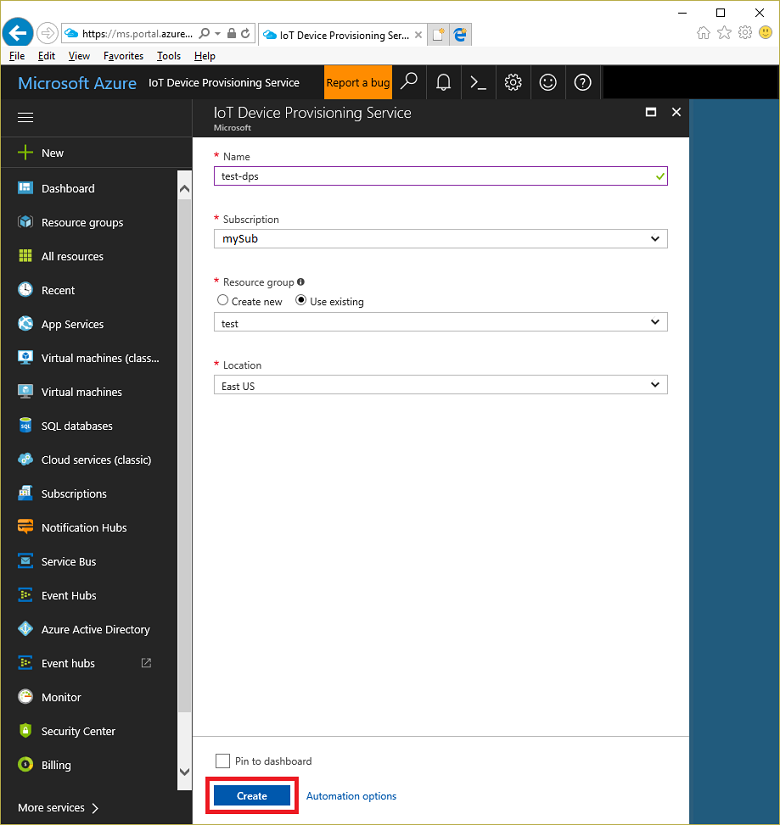 https://ms.portal.azure...
IoT Device Provisioning Ser...
File Edit View Favorites Tools Help
Microsoft Azure IoT Device Provisioning Service Report a bug
IoT Device Provisioning Service
Microsoft
New
Dashboard
Resource groups
All resources
Recent
App Services
Virtual machines (class...
Virtual machines
SQL databases
Cloud services (classic)
Subscriptions
Notification Hubs
Service Bus
Event Hubs
Azure Active Directory
Event hubs
Monitor
Security Center
Billing
More services
* Name
test-dps
* Subscription
mySub
* Resource group
Create new Use existing
test
* Location
East US
Pin to dashboard
Create Automation options